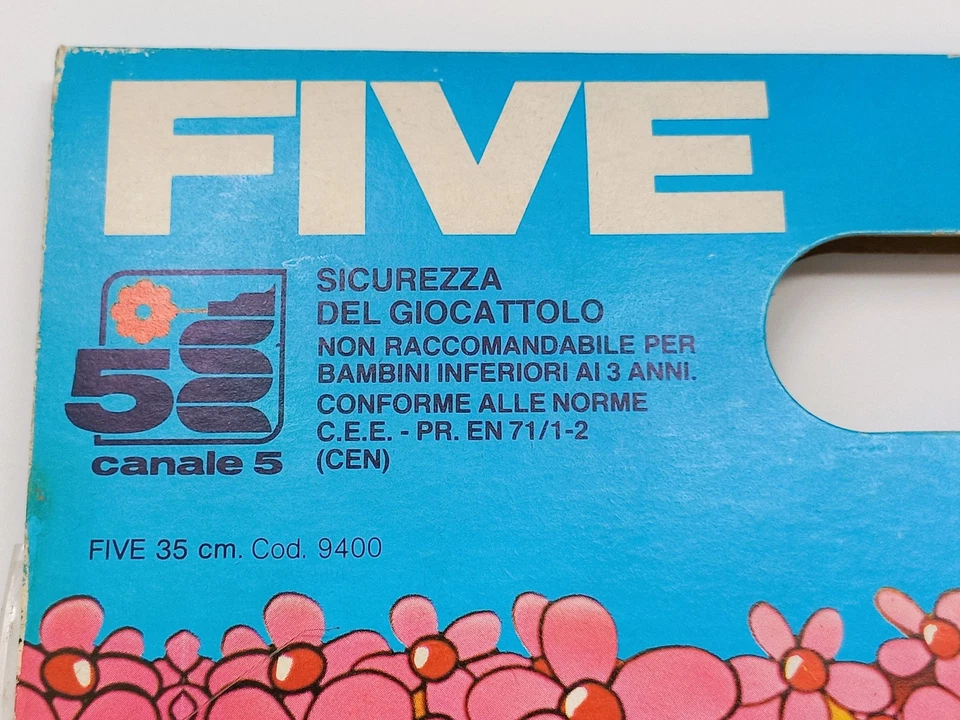 FIVE
5
canale 5
SICUREZZA
DEL GIOCATTOLO
NON RACCOMANDABILE PER
BAMBINI INFERIORI AI 3 ANNI.
CONFORME ALLE NORME
C.E.E. - PR. EN 71/1-2
(CEN)
FIVE 35 cm. Cod. 9400